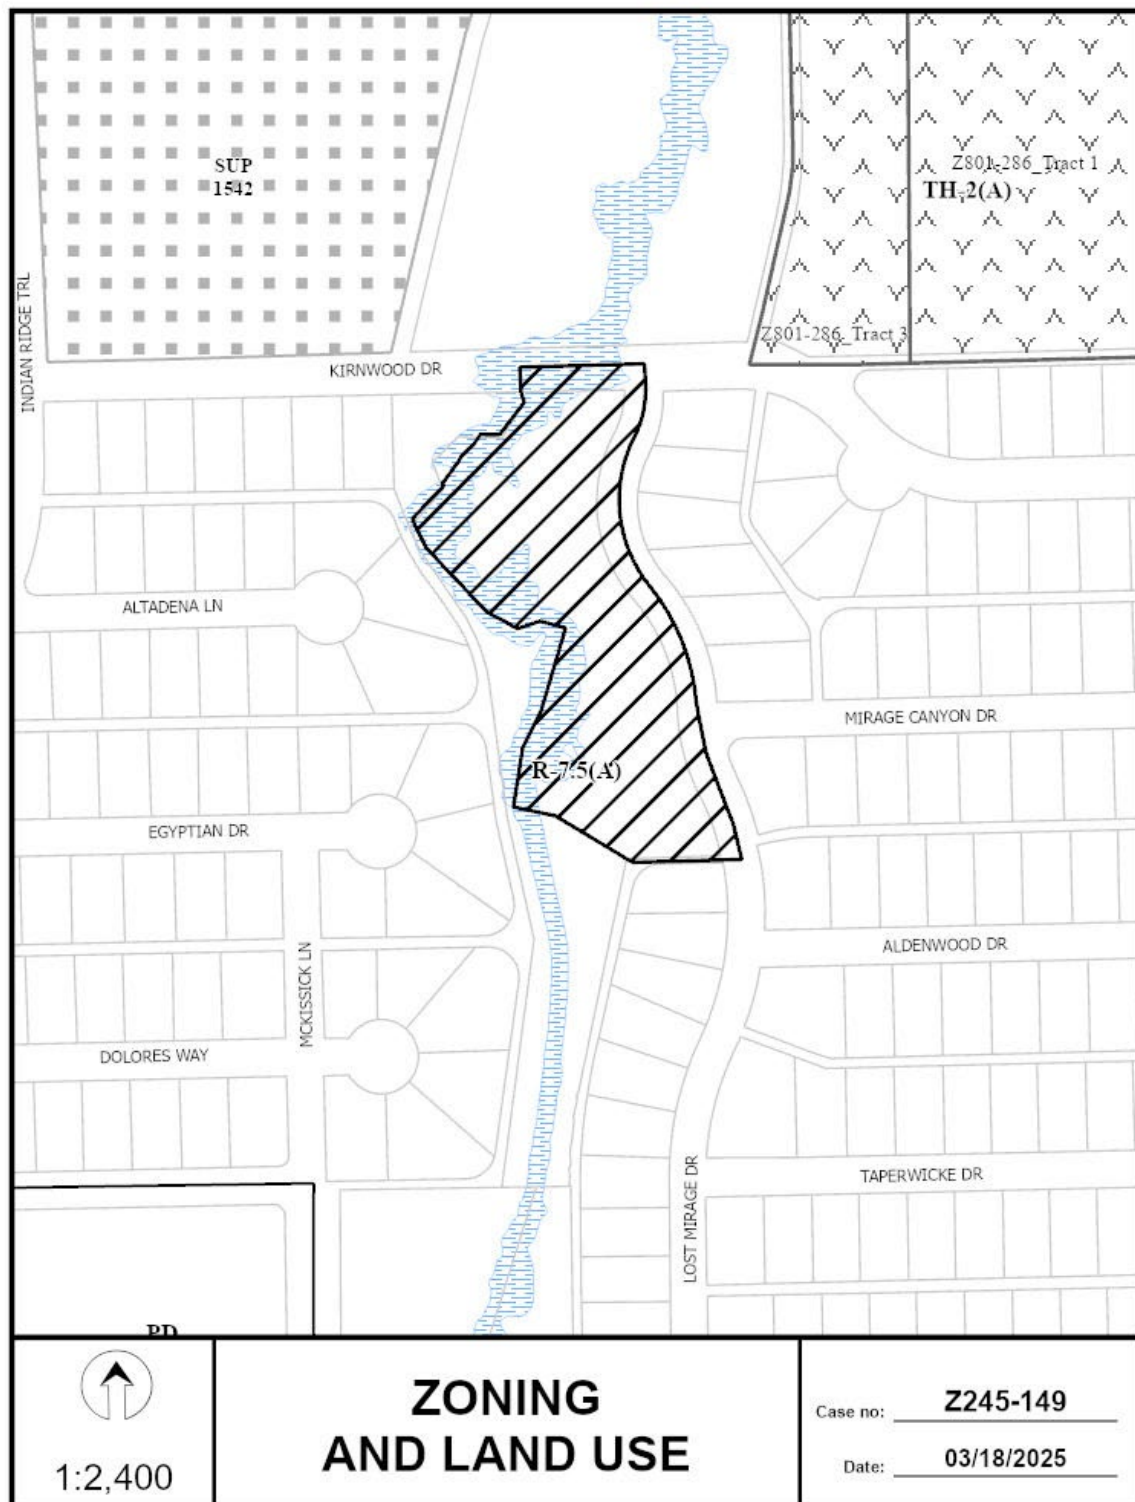 SUP
1542
Z801-286_Tract 1
TH-2(A)
Z801-286_Tract 3
INDIAN RIDGE TRL
KIRNWOOD DR
ALTADENA LN
MIRAGE CANYON DR
R-7.5(A)
EGYPTIAN DR
ALDENWOOD DR
MCKISSICK LN
DOLORES WAY
TAPERWICKE DR
LOST MIRAGE DR
PD
1:2,400
ZONING
AND LAND USE
Case no: Z245-149
Date: 03/18/2025